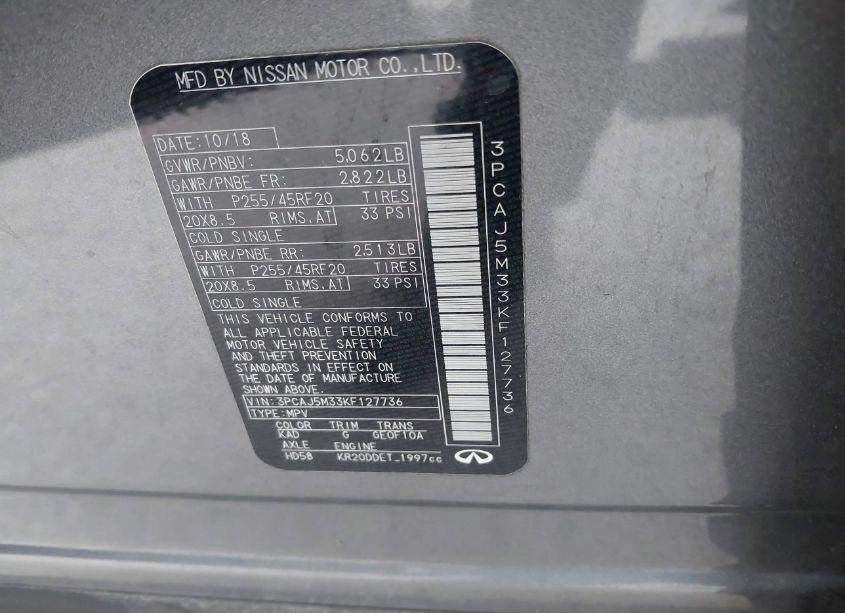 MFD BY NISSAN MOTOR CO.,LTD.
DATE:10/18
GVWR/PNBV: 5,062LB
GAWR/PNBE FR: 2,822LB
WITH P255/45RF20 TIRES
20X8.5 RIMS,AT 33 PSI
COLD SINGLE
GAWR/PNBE RR: 2,513LB
WITH P255/45RF20 TIRES
20X8.5 RIMS,AT 33 PSI
COLD SINGLE
THIS VEHICLE CONFORMS TO
ALL APPLICABLE FEDERAL
MOTOR VEHICLE SAFETY
AND THEFT PREVENTION
STANDARDS IN EFFECT ON
THE DATE OF MANUFACTURE
SHOWN ABOVE.
VIN:3PCAJ5M33KF127736
TYPE:MPV
COLOR TRIM TRANS
KAD G GE0F10A
AXLE ENGINE
HD58 KR20DDET_1997cc
3PCAJ5M33KF127736